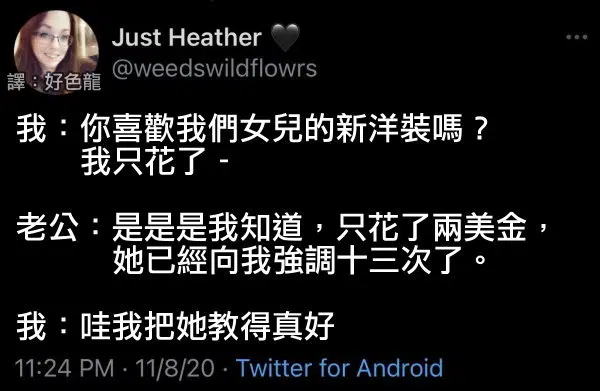 Just Heather 🖤
@weedswildflowrs
譯：好色龍
我：你喜歡我們女兒的新洋裝嗎？
我只花了 -
老公：是是是我知道，只花了兩美金，
她已經向我強調十三次了。
我：哇我把她教得真好
11:24 PM · 11/8/20 · Twitter for Android